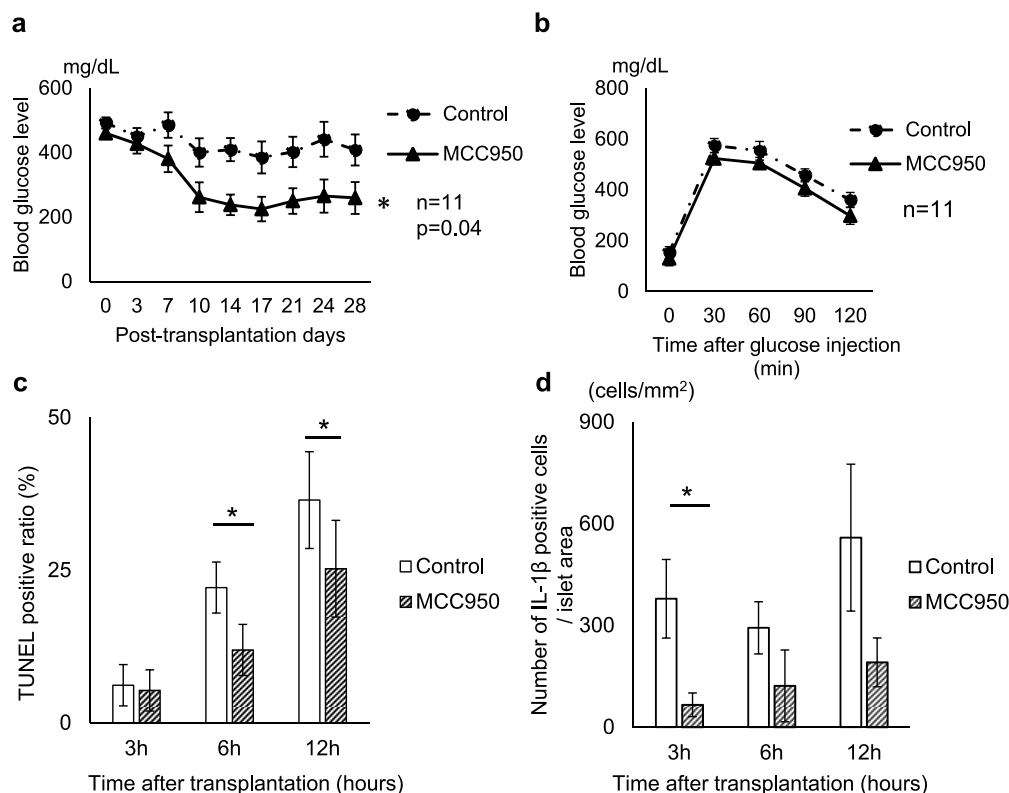 a
mg/dL
Blood glucose level
600
400
200
0
0 3 7 10 14 17 21 24 28
Post-transplantation days
Control
MCC950
*
n=11
p=0.04
b
mg/dL
Blood glucose level
800
600
400
200
0
0 30 60 90 120
Time after glucose injection
(min)
Control
MCC950
n=11
c
TUNEL positive ratio (%)
50
25
0
*
*
3h 6h 12h
Time after transplantation (hours)
Control
MCC950
d
(cells/mm²)
Number of IL-1β positive cells
/ islet area
900
600
300
0
*
3h 6h 12h
Time after transplantation (hours)
Control
MCC950